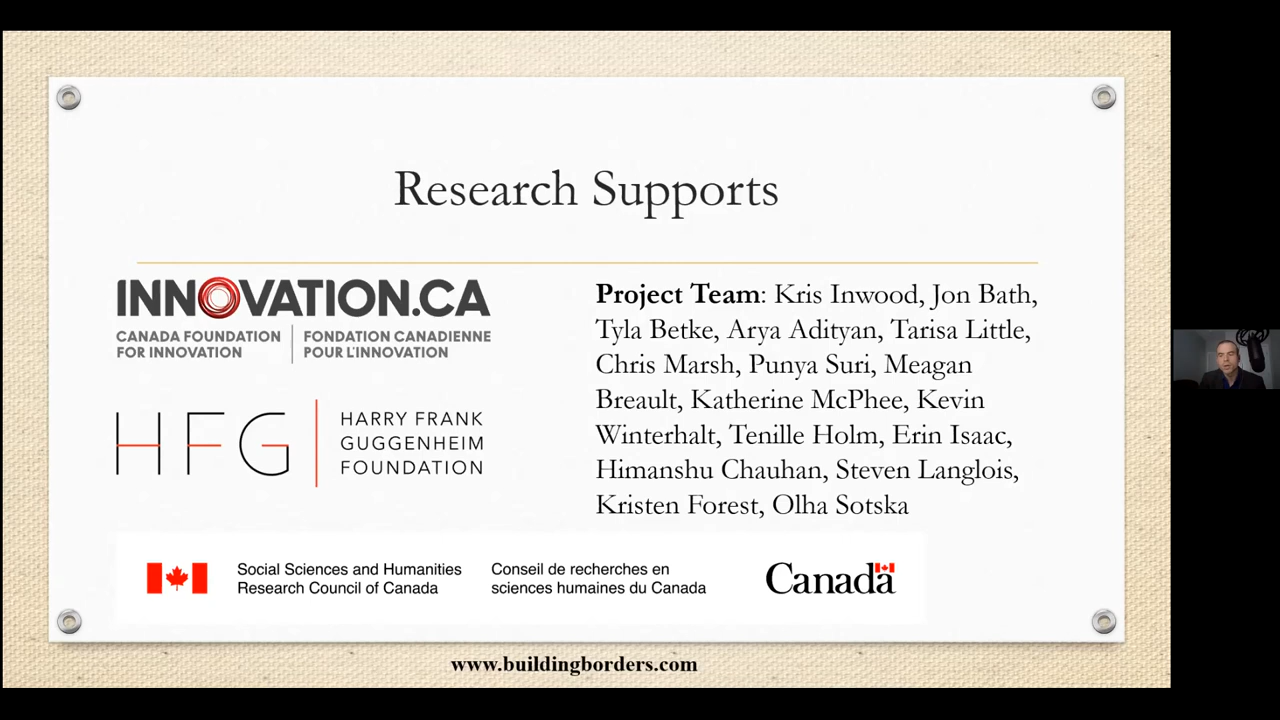 Research Supports
INNOVATION.CA
CANADA FOUNDATION
FOR INNOVATION
FONDATION CANADIENNE
POUR L'INNOVATION
HFG
HARRY FRANK
GUGGENHEIM
FOUNDATION
Project Team: Kris Inwood, Jon Bath,
Tyla Betke, Arya Adityan, Tarisa Little,
Chris Marsh, Punya Suri, Meagan
Breault, Katherine McPhee, Kevin
Winterhalt, Tenille Holm, Erin Isaac,
Himanshu Chauhan, Steven Langlois,
Kristen Forest, Olha Sotska
Social Sciences and Humanities
Research Council of Canada
Conseil de recherches en
sciences humaines du Canada
Canada
www.buildingborders.com